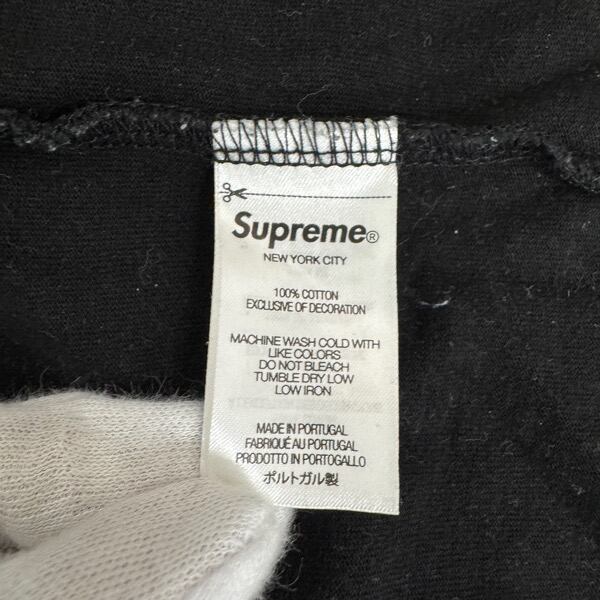 Supreme®
NEW YORK CITY
100% COTTON
EXCLUSIVE OF DECORATION
MACHINE WASH COLD WITH
LIKE COLORS
DO NOT BLEACH
TUMBLE DRY LOW
LOW IRON
MADE IN PORTUGAL
FABRIQUÉ AU PORTUGAL
PRODOTTO IN PORTOGALLO
ポルトガル製